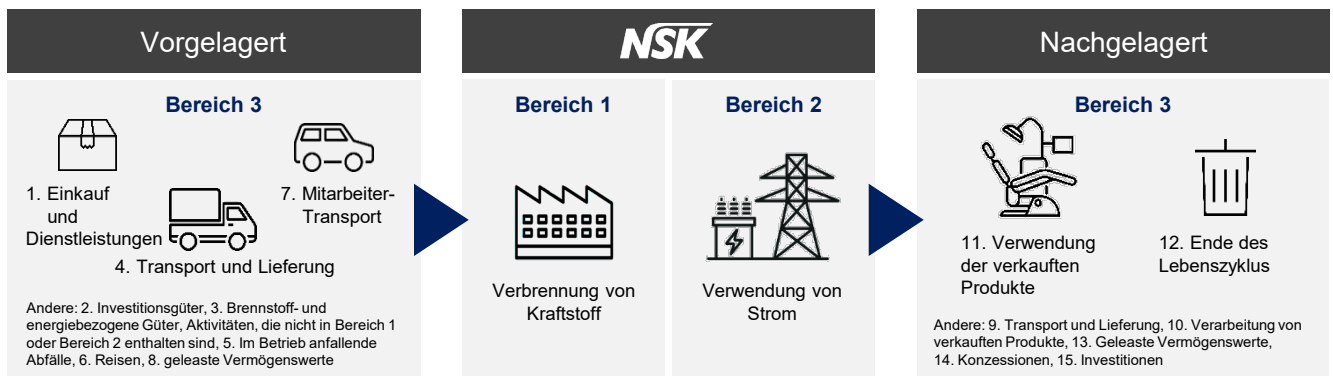 Vorgelagert
Bereich 3
1. Einkauf
und
Dienstleistungen
4. Transport und Lieferung
7. Mitarbeiter-
Transport
Andere: 2. Investitionsgüter, 3. Brennstoff- und
energiebezogene Güter, Aktivitäten, die nicht in Bereich 1
oder Bereich 2 enthalten sind, 5. Im Betrieb anfallende
Abfälle, 6. Reisen, 8. geleaste Vermögenswerte
NSK
Bereich 1
Verbrennung von
Kraftstoff
Bereich 2
Verwendung von
Strom
Nachgelagert
Bereich 3
11. Verwendung
der verkauften
Produkte
12. Ende des
Lebenszyklus
Andere: 9. Transport und Lieferung, 10. Verarbeitung von
verkauften Produkte, 13. Geleaste Vermögenswerte,
14. Konzessionen, 15. Investitionen